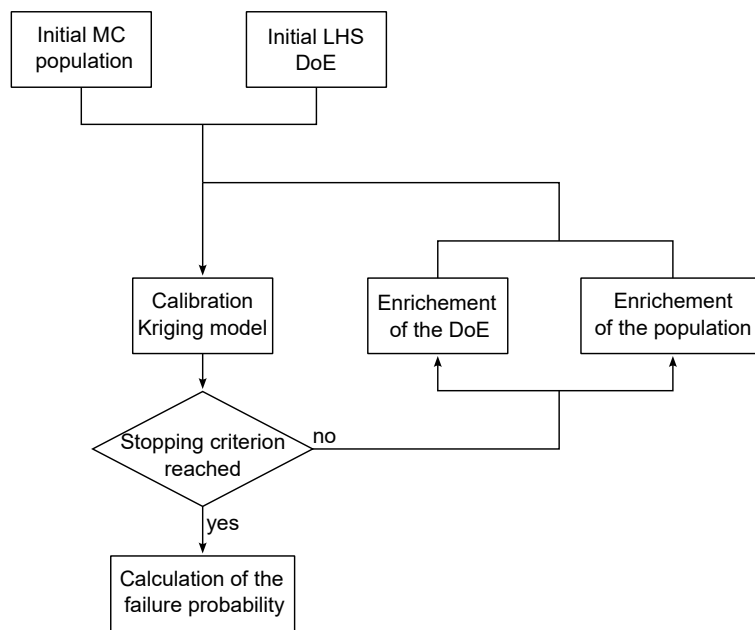 Initial MC
population
Initial LHS
DoE
Calibration
Kriging model
Enrichement
of the DoE
Enrichement
of the population
Stopping criterion
reached
no
yes
Calculation of the
failure probability